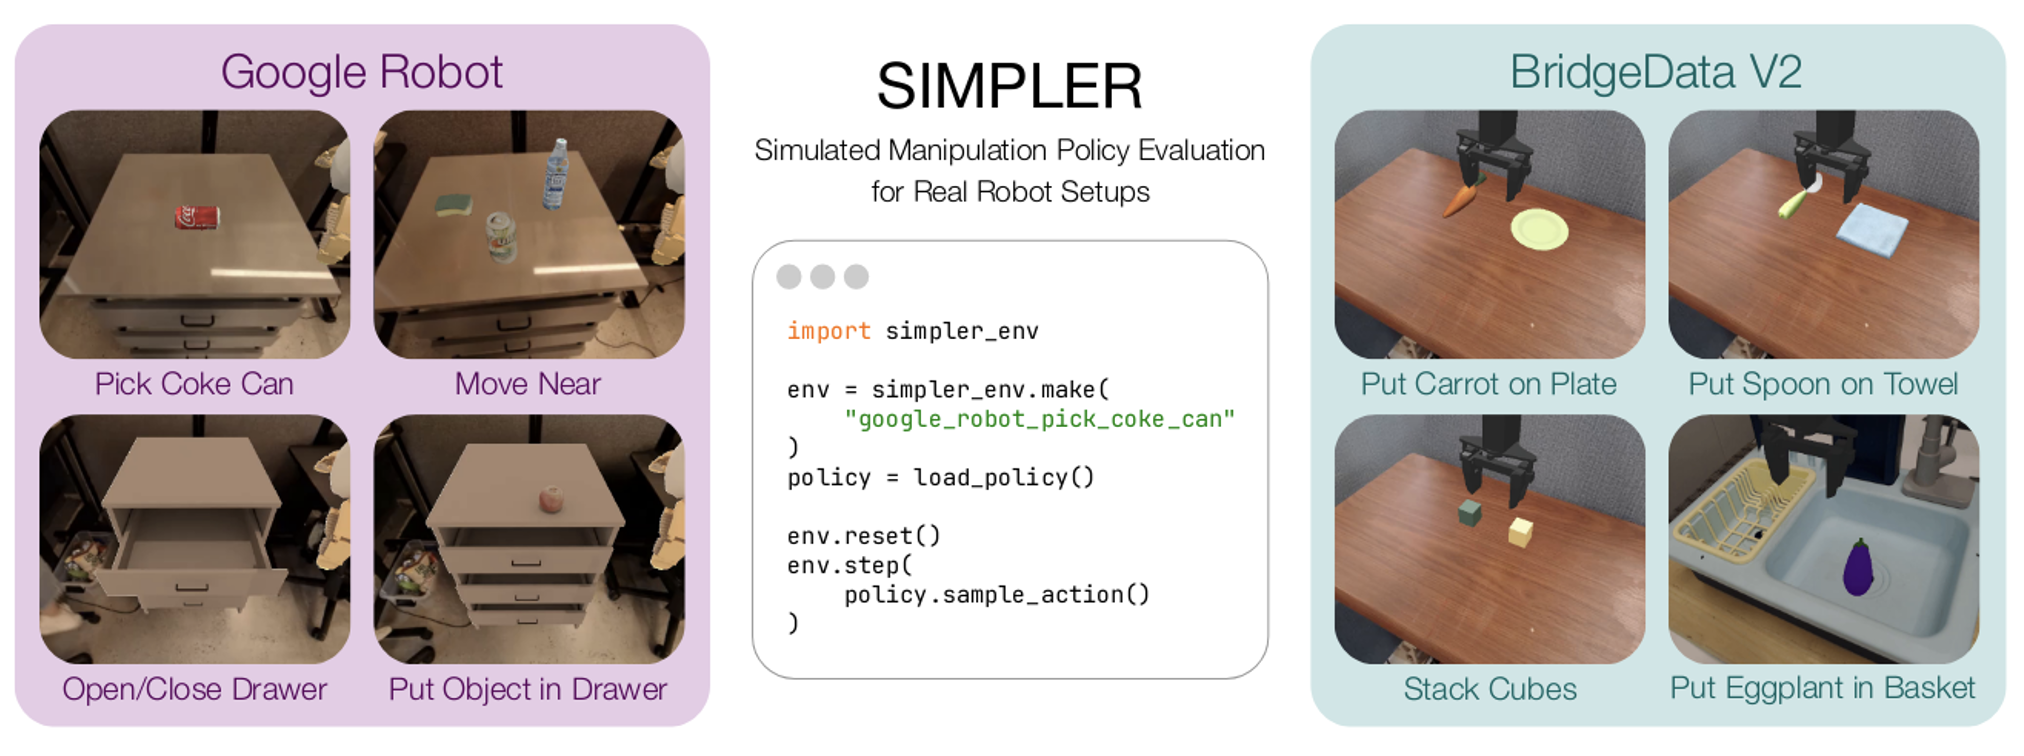 Google Robot
Pick Coke Can
Move Near
Open/Close Drawer
Put Object in Drawer
SIMPLER
Simulated Manipulation Policy Evaluation
for Real Robot Setups
import simpler_env
env = simpler_env.make(
"google_robot_pick_coke_can"
)
policy = load_policy()
env.reset()
env.step(
policy.sample_action()
)
BridgeData V2
Put Carrot on Plate
Put Spoon on Towel
Stack Cubes
Put Eggplant in Basket